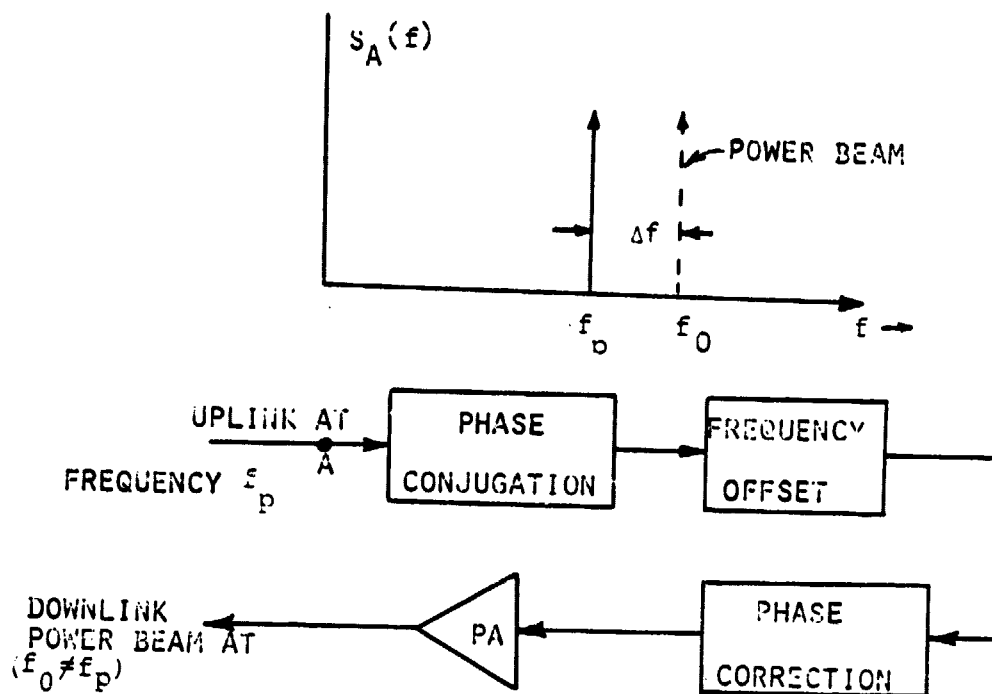 S_A(f)
POWER BEAM
Δf
f_p f_0 f →
UPLINK AT
A
FREQUENCY f_p
PHASE
CONJUGATION
FREQUENCY
OFFSET
DOWNLINK
POWER BEAM AT
(f_0≠f_p)
PA
PHASE
CORRECTION